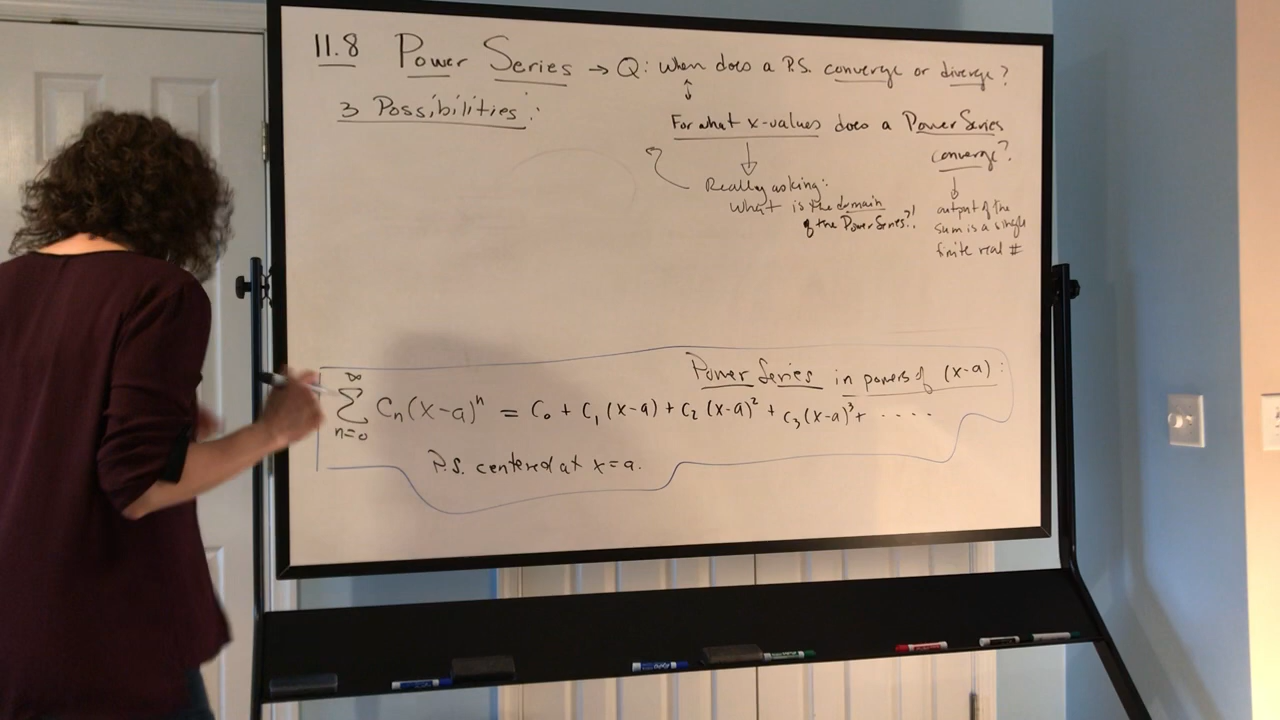 11.8 Power Series → Q: When does a P.S. converge or diverge?
3 Possibilities:
For what x-values does a Power Series
converge?
Really asking:
What is the domain
of the Power Series?!
output of the
sum is a single
finite real #
Power Series in powers of (x-a):
∞
∑ Cₙ(x-a)ⁿ = C₀ + C₁(x-a) + C₂(x-a)² + C₃(x-a)³ + ....
n=0
P.S. centered at x=a.